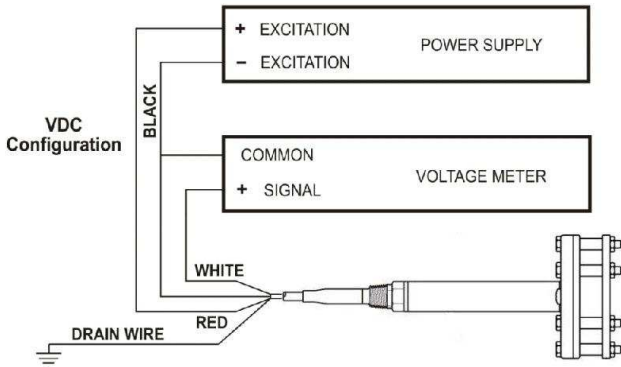 + EXCITATION
POWER SUPPLY
- EXCITATION
BLACK
VDC
Configuration
COMMON
VOLTAGE METER
+ SIGNAL
WHITE
RED
DRAIN WIRE